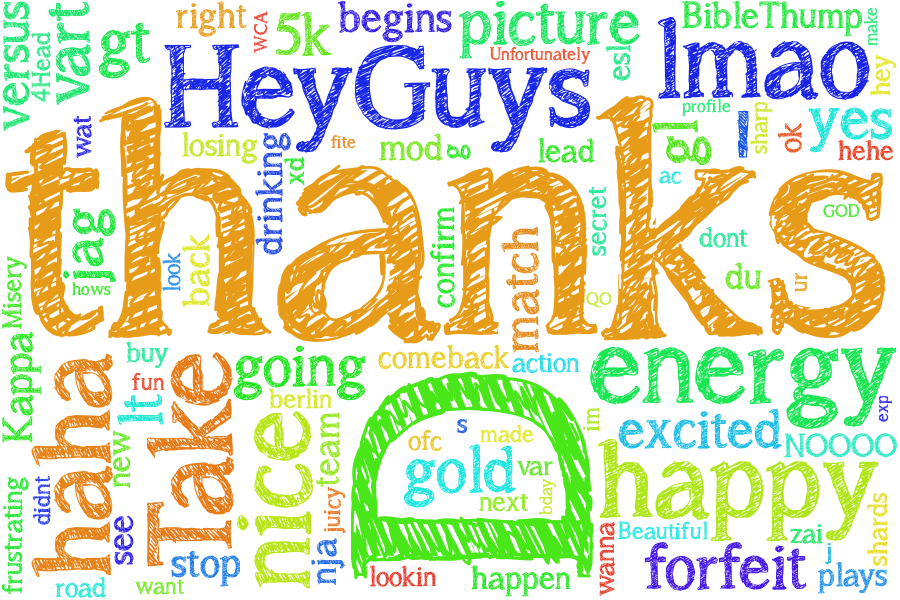 versus
4Head
vart
gt
right
WCA
5k
begins
picture
Unfortunately
esl
BibleThump
make
HeyGuys
lmao
hey
profile
wat
losing
drinking
xd
fite
mod
gg
lead
gl
sharp
ok
yes
hehe
thanks
ac
GOD
jag
hows
look
back
confirm
match
secret
QO
dont
du
ur
Misery
Kappa
haha
buy
fun
lt
Take
going
berlin
comeback
action
energy
exp
im
excited
NOOOO
new
nice
team
ofc
s
made
gold
var
next
bday
D
happy
frustrating
didnt
see
stop
nja
juicy
wanna
Beautiful
zai
j
shards
road
want
lookin
happen
forfeit
plays